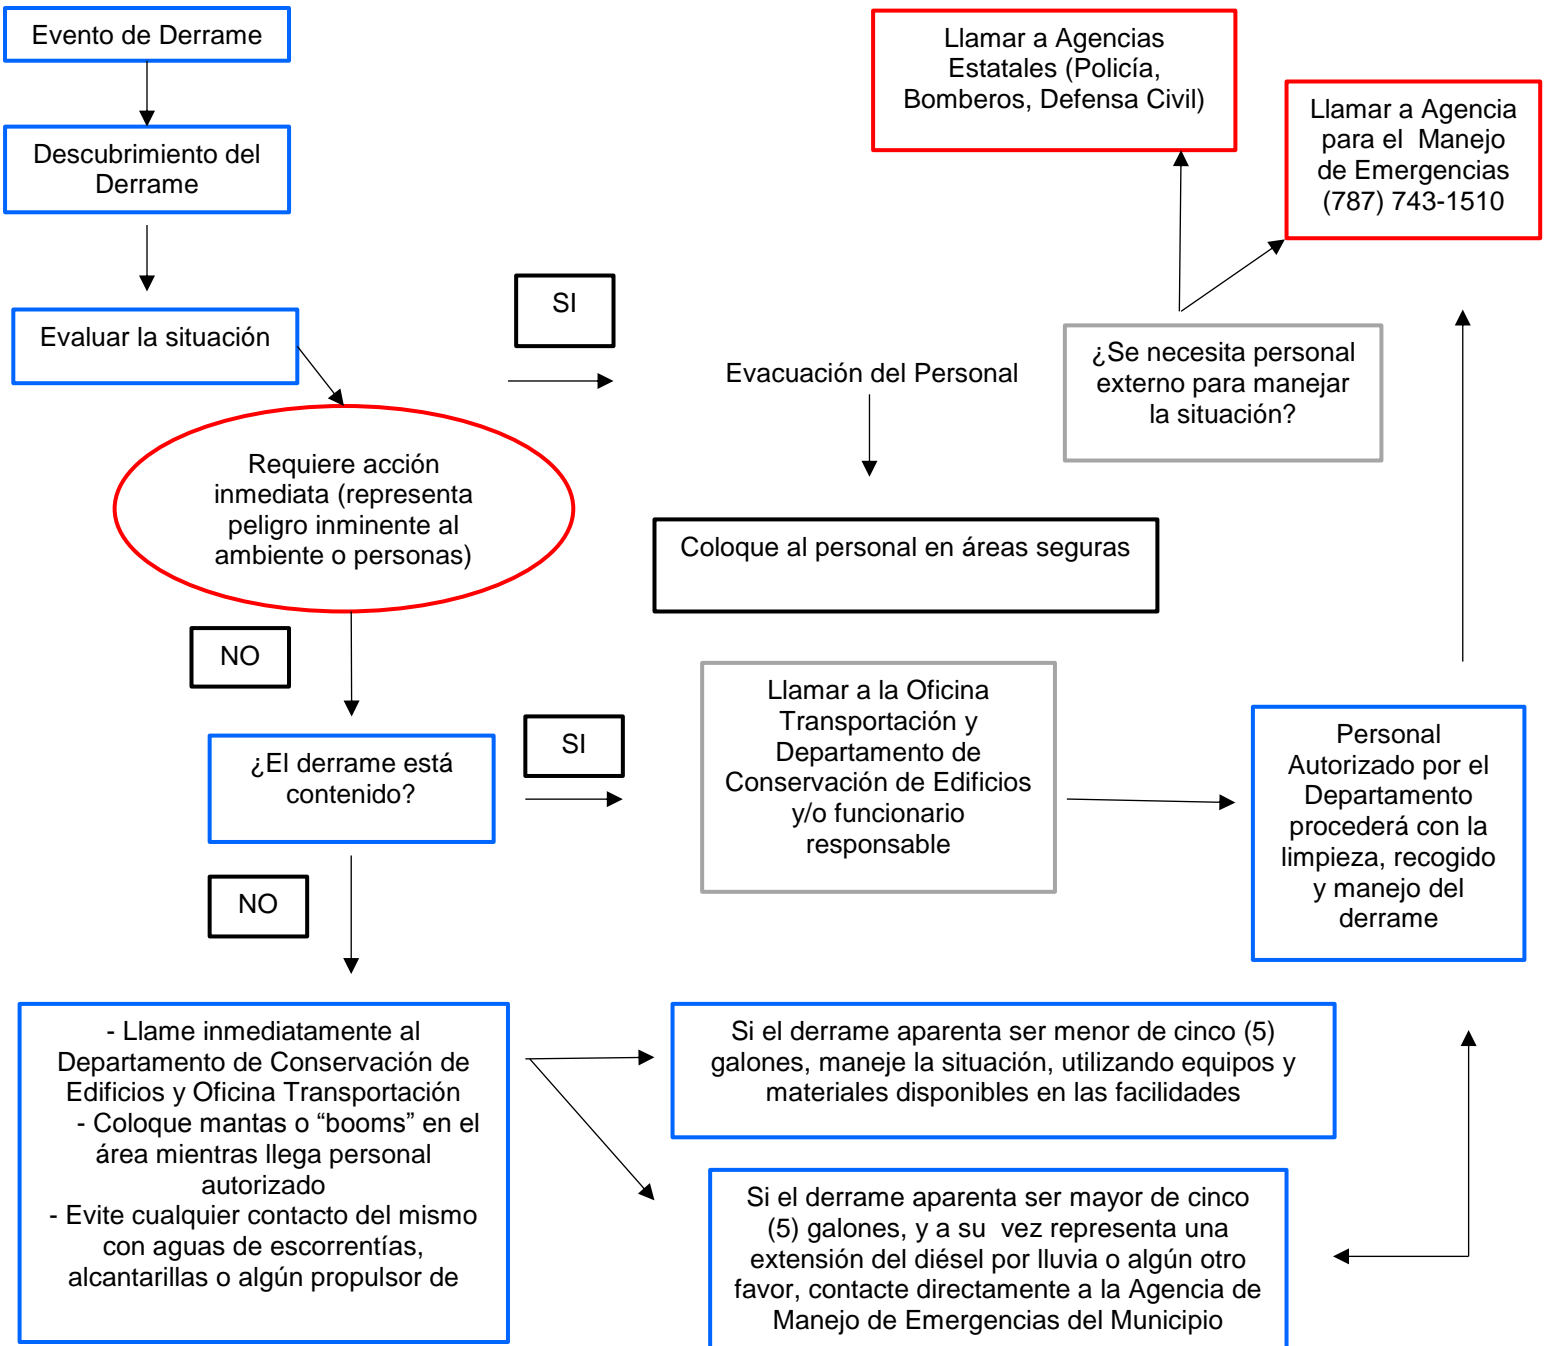 Evento de Derrame
Descubrimiento del
Derrame
Evaluar la situación
Requiere acción
inmediata (representa
peligro inminente al
ambiente o personas)
SI
Evacuación del Personal
Coloque al personal en áreas seguras
¿Se necesita personal
externo para manejar
la situación?
Llamar a Agencias
Estatales (Policía,
Bomberos, Defensa Civil)
Llamar a Agencia
para el  Manejo
de Emergencias
(787) 743-1510
NO
¿El derrame está
contenido?
SI
Llamar a la Oficina
Transportación y
Departamento de
Conservación de Edificios
y/o funcionario
responsable
Personal
Autorizado por el
Departamento
procederá con la
limpieza, recogido
y manejo del
derrame
NO
- Llame inmediatamente al
Departamento de Conservación de
Edificios y Oficina Transportación
- Coloque mantas o “booms” en el
área mientras llega personal
autorizado
- Evite cualquier contacto del mismo
con aguas de escorrentías,
alcantarillas o algún propulsor de
Si el derrame aparenta ser menor de cinco (5)
galones, maneje la situación, utilizando equipos y
materiales disponibles en las facilidades
Si el derrame aparenta ser mayor de cinco
(5) galones, y a su  vez representa una
extensión del diésel por lluvia o algún otro
favor, contacte directamente a la Agencia de
Manejo de Emergencias del Municipio